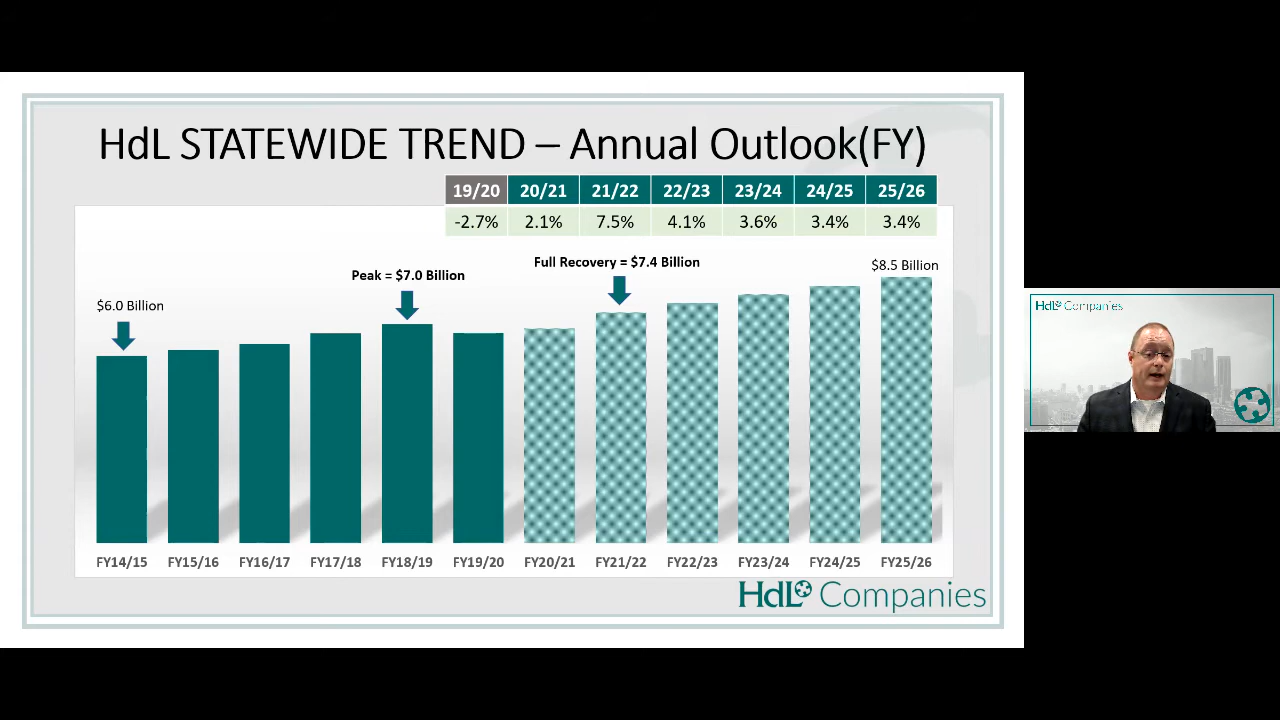 HdL STATEWIDE TREND – Annual Outlook(FY)
19/20 20/21 21/22 22/23 23/24 24/25 25/26
-2.7% 2.1% 7.5% 4.1% 3.6% 3.4% 3.4%
Full Recovery = $7.4 Billion
$8.5 Billion
Peak = $7.0 Billion
$6.0 Billion
FY14/15 FY15/16 FY16/17 FY17/18 FY18/19 FY19/20 FY20/21 FY21/22 FY22/23 FY23/24 FY24/25 FY25/26
HdL Companies
HdL Companies